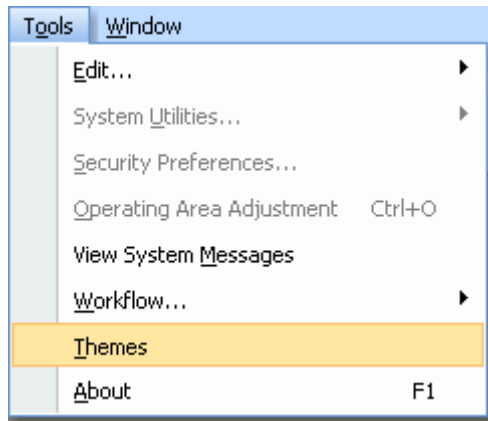 Tools Window
Edit...
System Utilities...
Security Preferences...
Operating Area Adjustment Ctrl+O
View System Messages
Workflow...
Themes
About F1